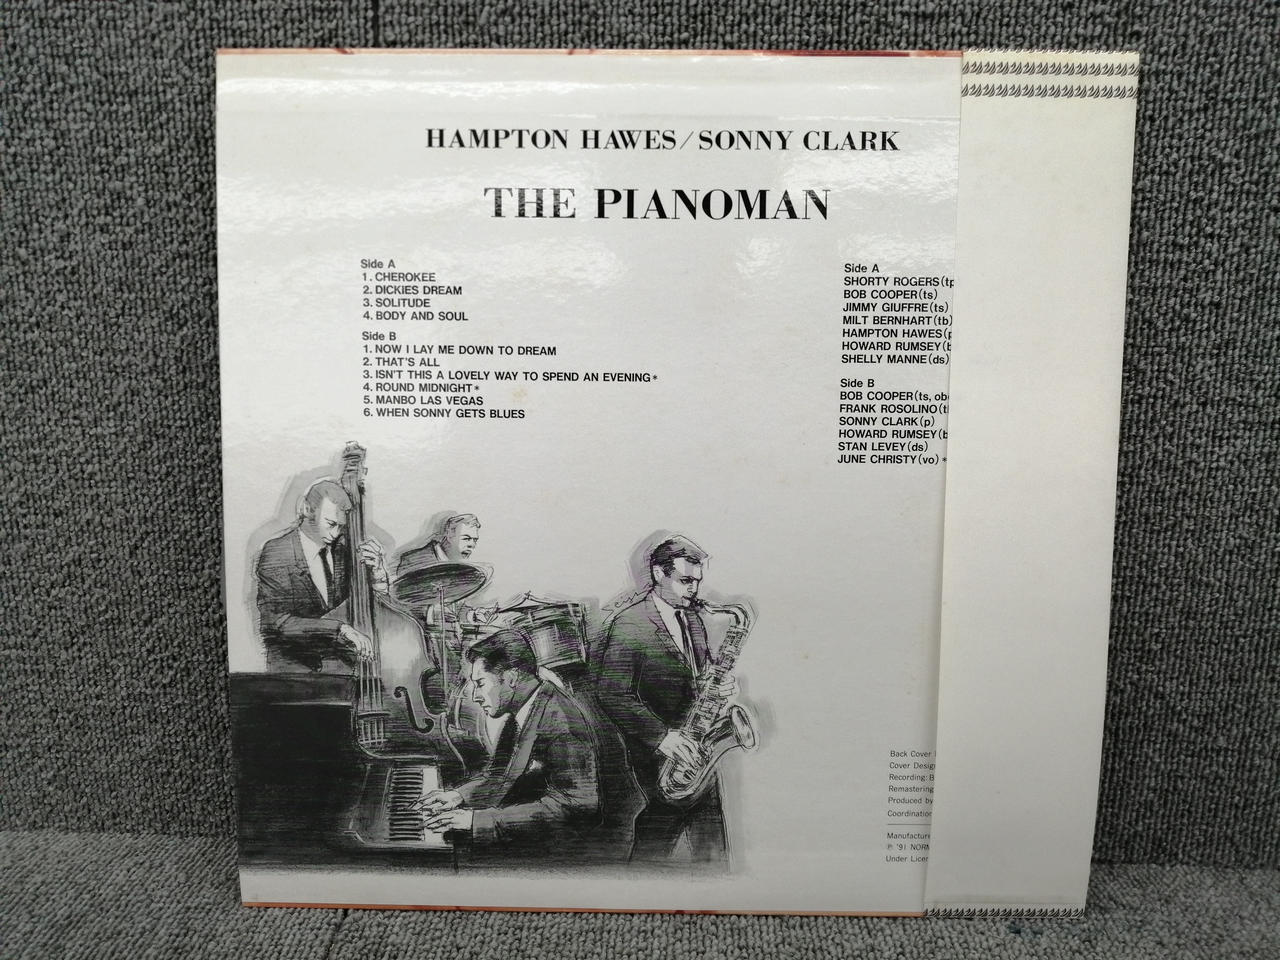 HAMPTON HAWES/SONNY CLARK
THE PIANOMAN
Side A
1. CHEROKEE
2. DICKIES DREAM
3. SOLITUDE
4. BODY AND SOUL
Side B
1. NOW I LAY ME DOWN TO DREAM
2. THAT'S ALL
3. ISN'T THIS A LOVELY WAY TO SPEND AN EVENING*
4. ROUND MIDNIGHT*
5. MANBO LAS VEGAS
6. WHEN SONNY GETS BLUES
Side A
SHORTY ROGERS(tp
BOB COOPER(ts)
JIMMY GIUFFRE(ts)
MILT BERNHART(tb)
HAMPTON HAWES(p
HOWARD RUMSEY(b
SHELLY MANNE(ds)
Side B
BOB COOPER(ts, ob
FRANK ROSOLINO(t
SONNY CLARK(p)
HOWARD RUMSEY(b
STAN LEVEY(ds)
JUNE CHRISTY(vo)*
Back Cover
Cover Design
Recording: B
Remastering
Produced by
Coordination
Manufacture
℗ '91 NORM
Under Licen